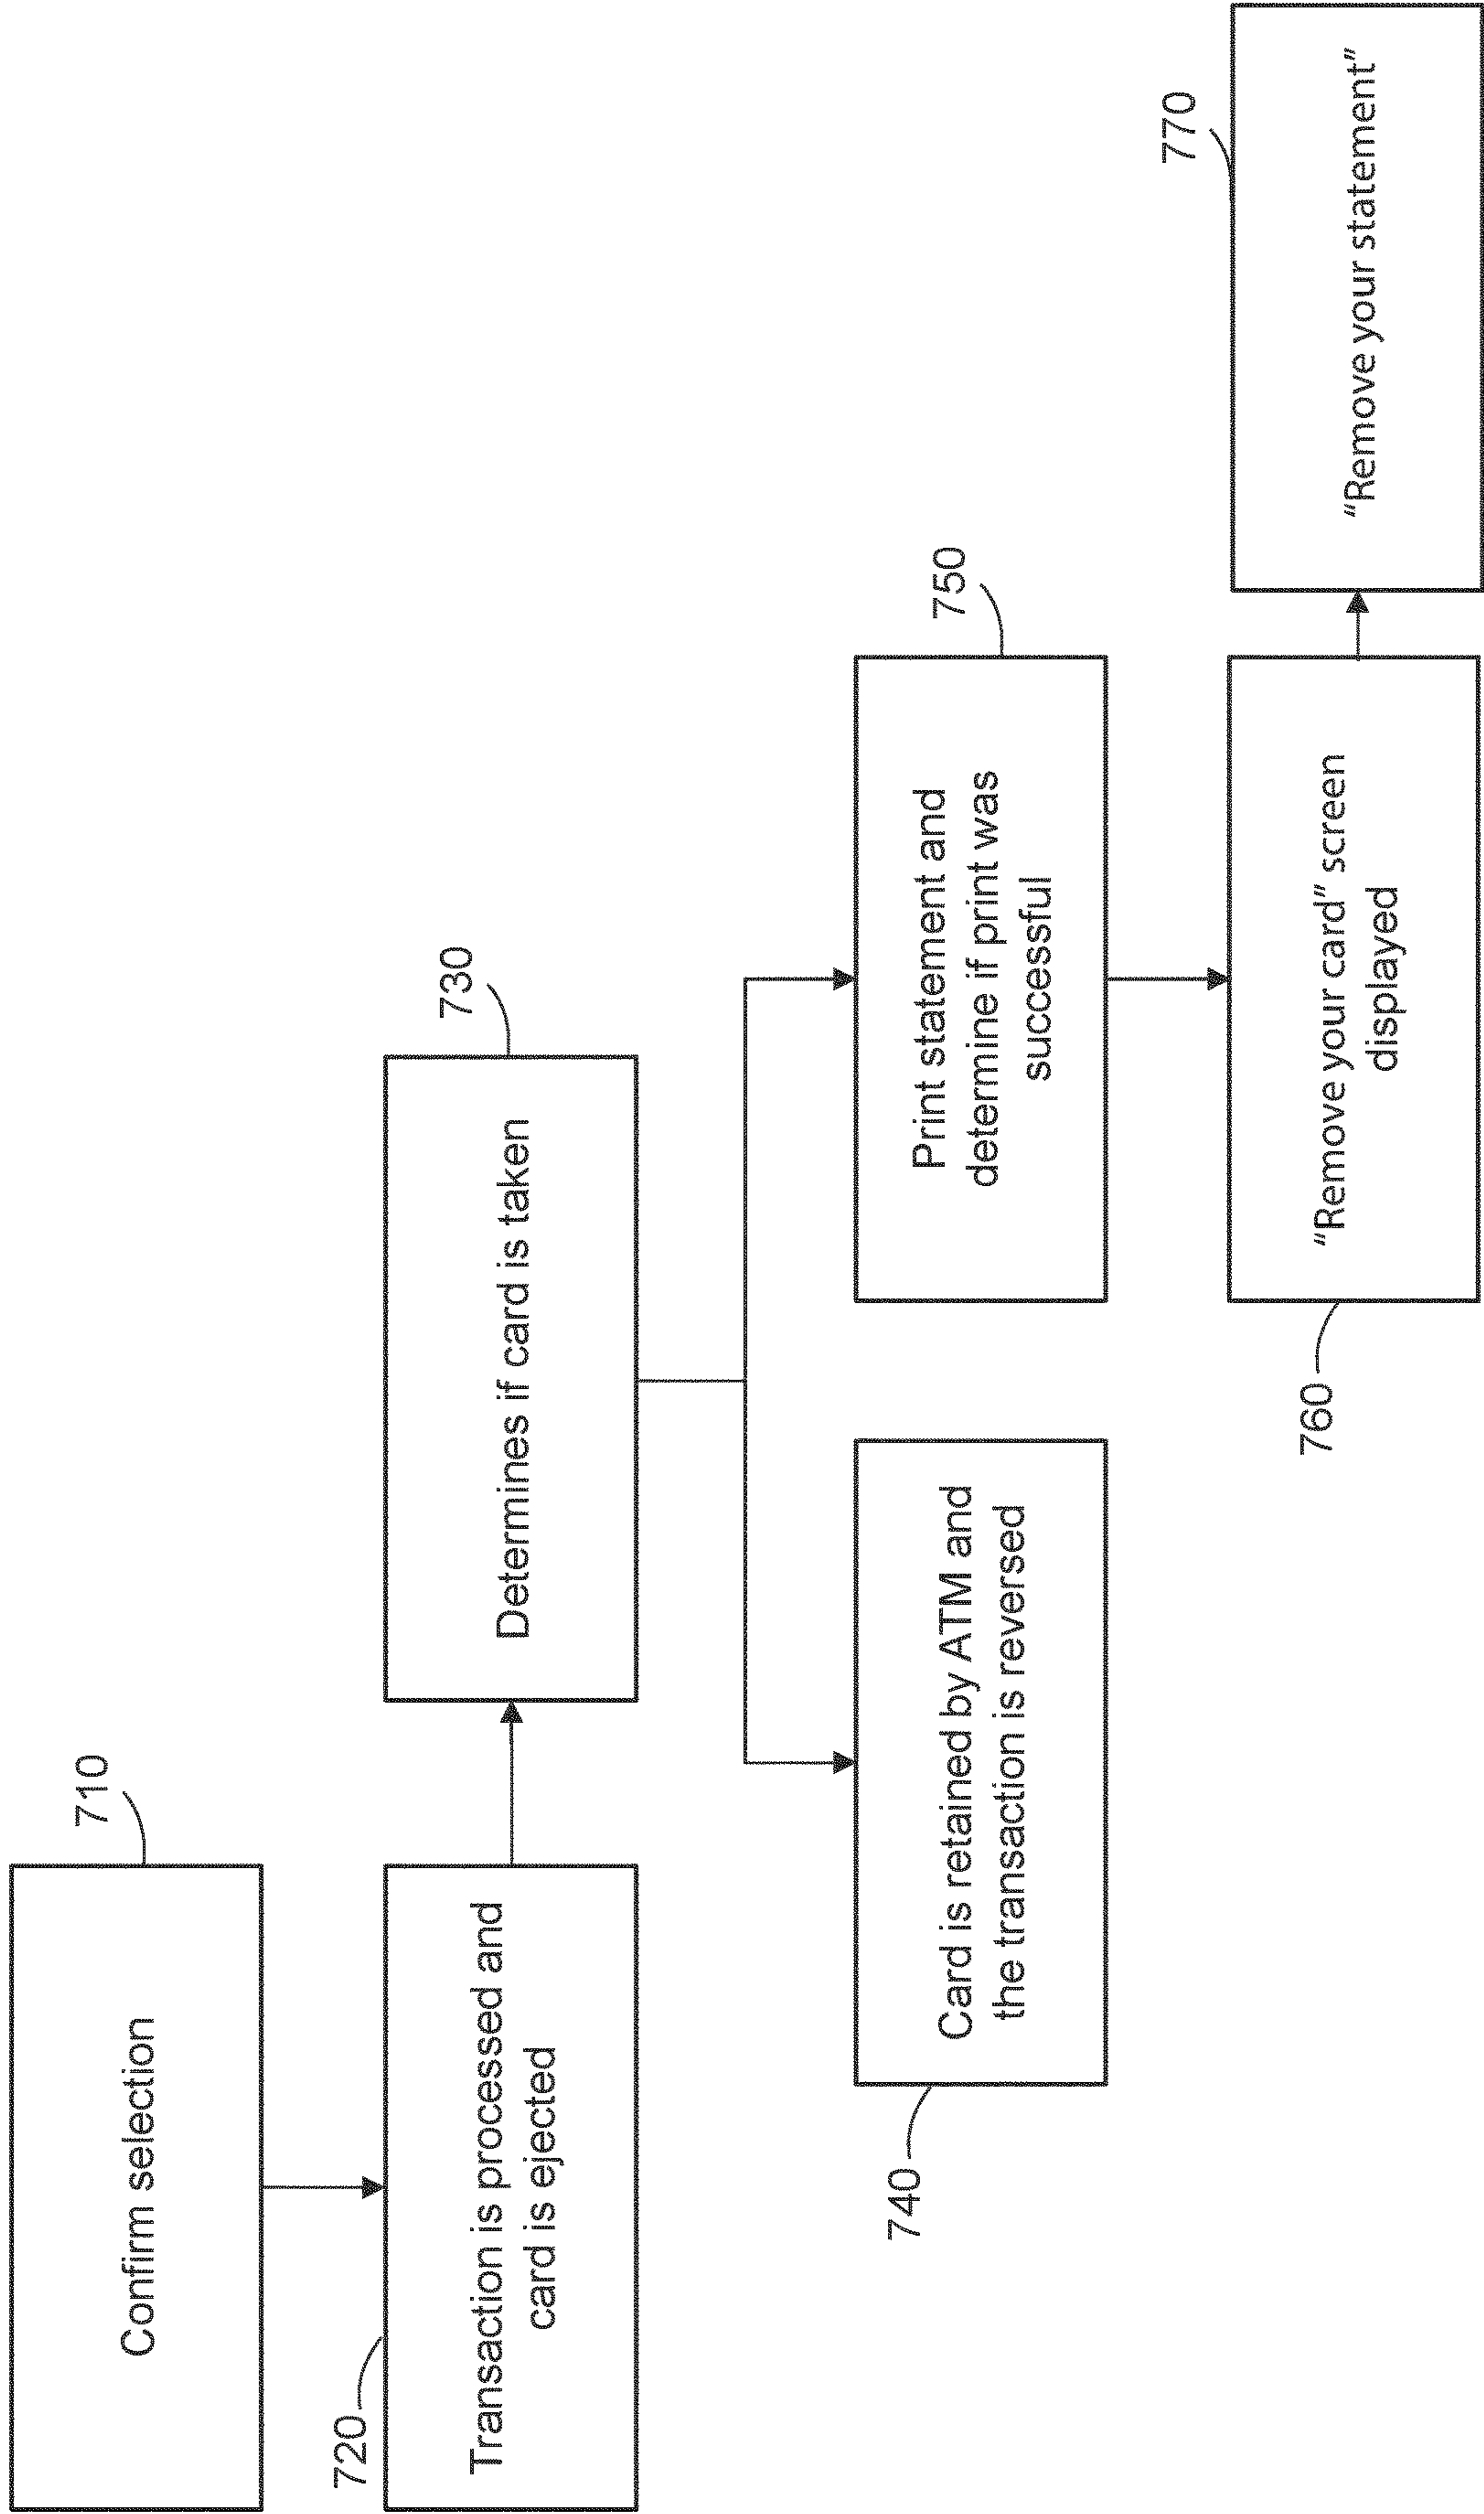 710
Confirm selection
720
Transaction is processed and
card is ejected
730
Determines if card is taken
740
Card is retained by ATM and
the transaction is reversed
750
Print statement and
determine if print was
successful
760
“Remove your card” screen
displayed
770
“Remove your statement”